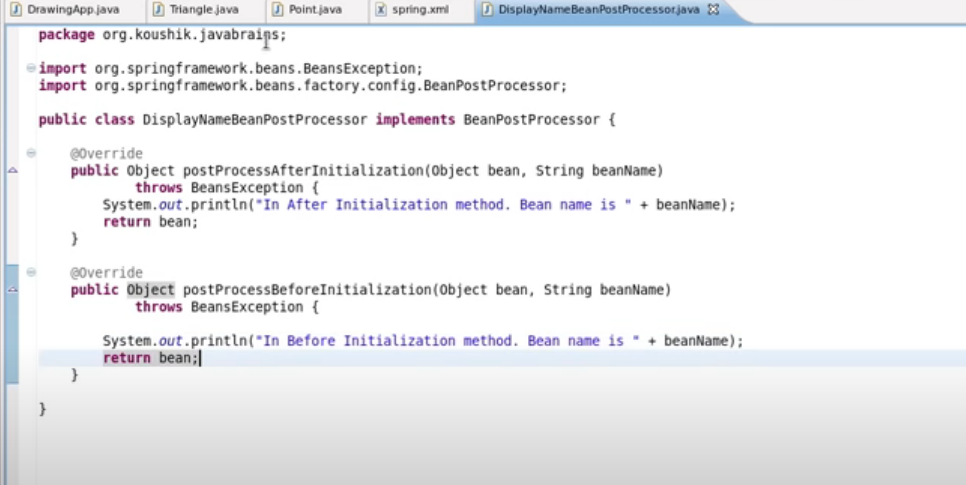 DrawingApp.java Triangle.java Point.java spring.xml DisplayNameBeanPostProcessor.java
package org.koushik.javabrains;
import org.springframework.beans.BeansException;
import org.springframework.beans.factory.config.BeanPostProcessor;
public class DisplayNameBeanPostProcessor implements BeanPostProcessor {
@Override
public Object postProcessAfterInitialization(Object bean, String beanName)
throws BeansException {
System.out.println("In After Initialization method. Bean name is " + beanName);
return bean;
}
@Override
public Object postProcessBeforeInitialization(Object bean, String beanName)
throws BeansException {
System.out.println("In Before Initialization method. Bean name is " + beanName);
return bean;
}
}